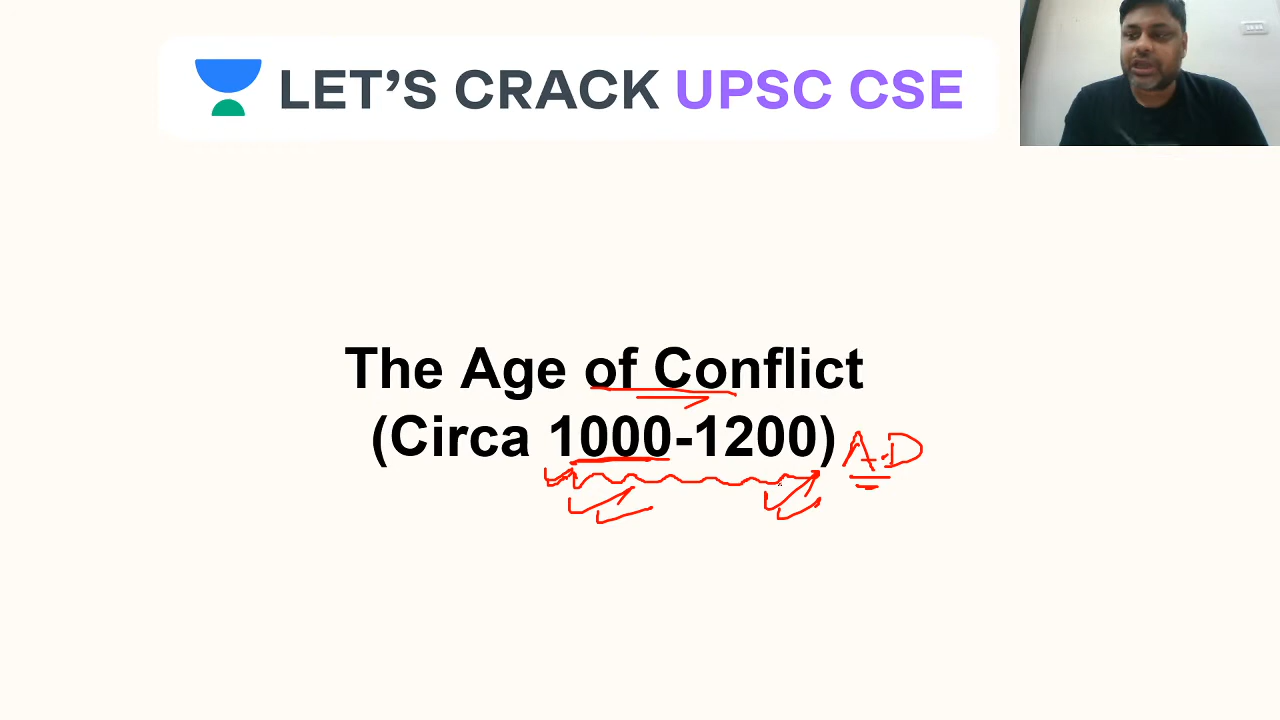 LET'S CRACK UPSC CSE
The Age of Conflict
(Circa 1000-1200) A.D